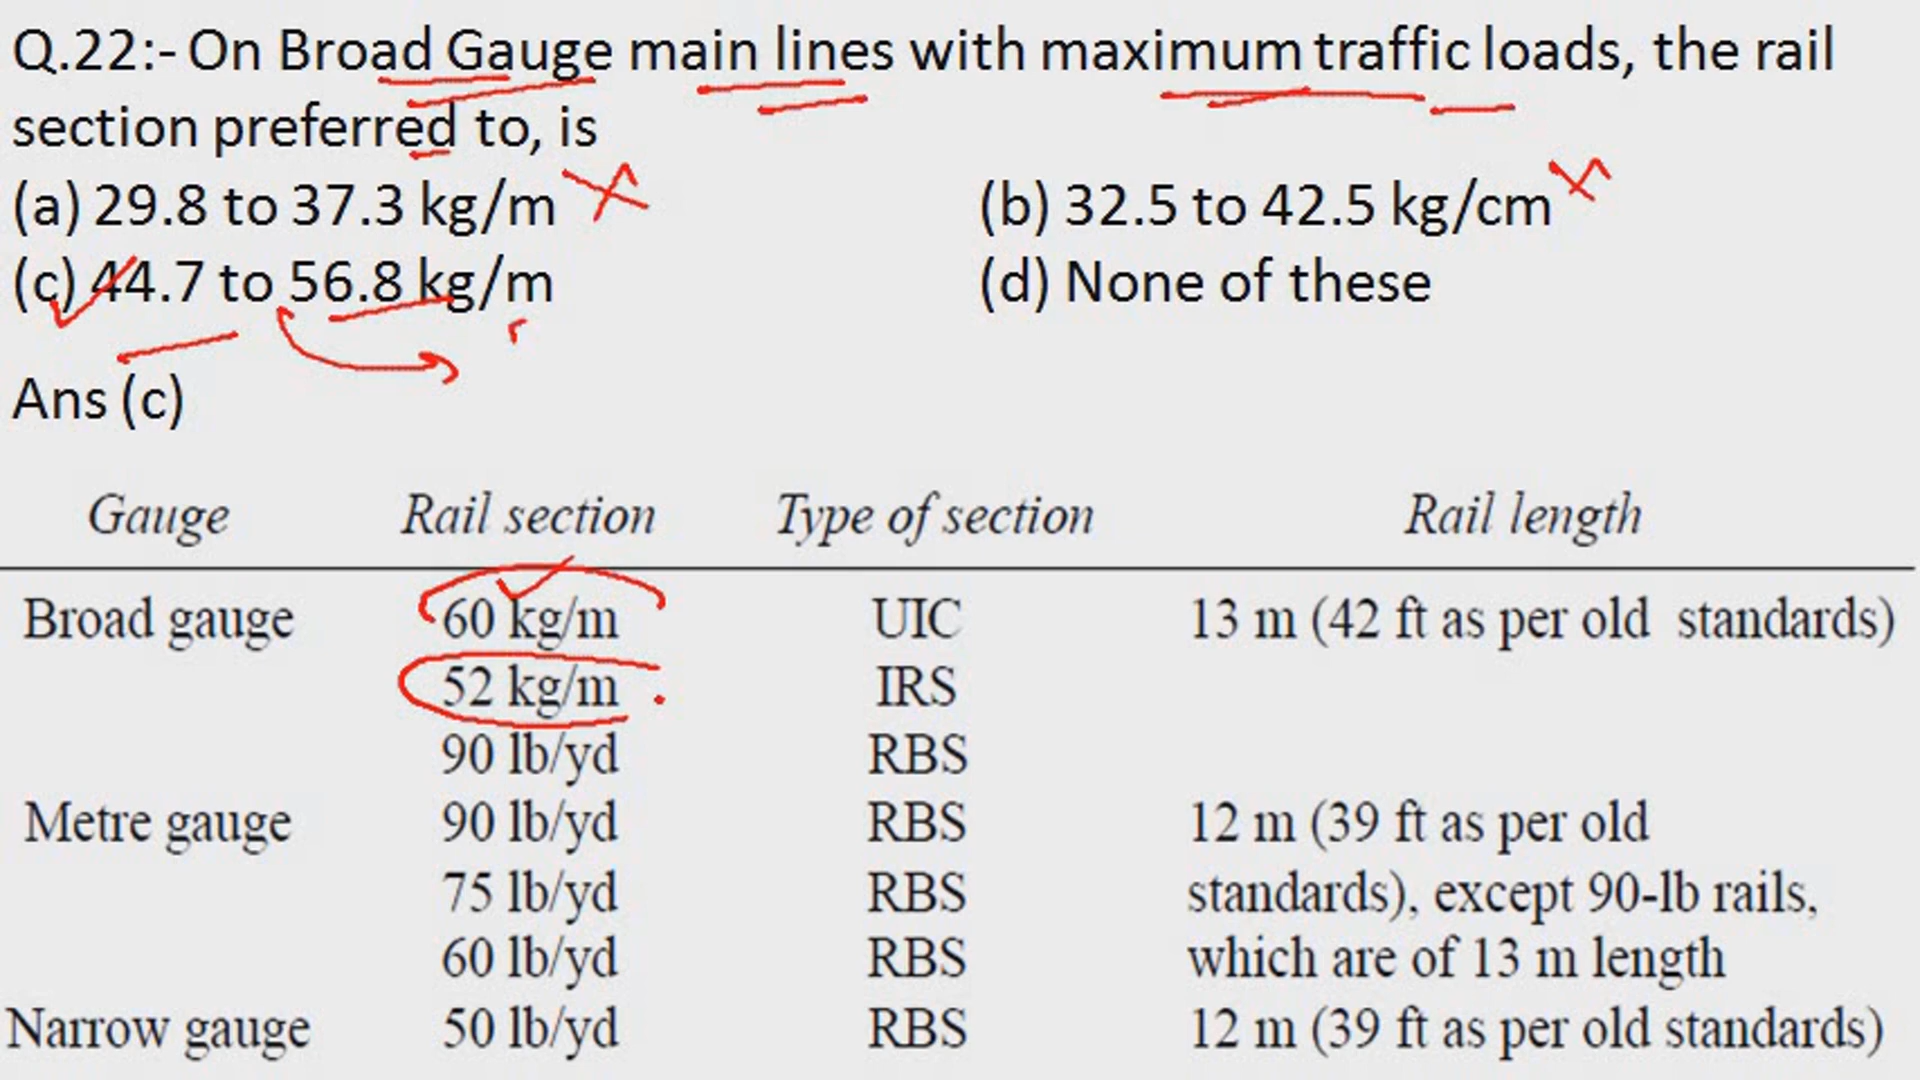 Q.22:- On Broad Gauge main lines with maximum traffic loads, the rail
section preferred to, is
(a) 29.8 to 37.3 kg/m (b) 32.5 to 42.5 kg/cm
(c) 44.7 to 56.8 kg/m (d) None of these
Ans (c)
Gauge Rail section Type of section Rail length
Broad gauge 60 kg/m UIC 13 m (42 ft as per old standards)
52 kg/m IRS
90 lb/yd RBS
Metre gauge 90 lb/yd RBS 12 m (39 ft as per old
75 lb/yd RBS standards), except 90-lb rails,
60 lb/yd RBS which are of 13 m length
Narrow gauge 50 lb/yd RBS 12 m (39 ft as per old standards)